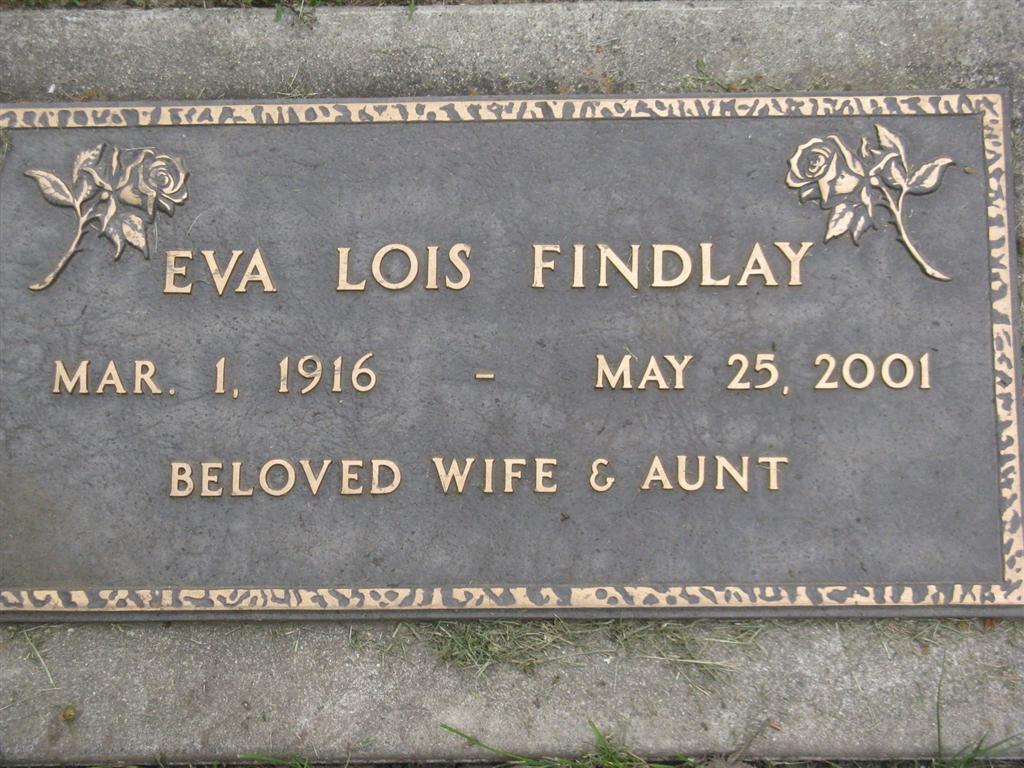 EVA LOIS FINDLAY
MAR. 1, 1916 - MAY 25, 2001
BELOVED WIFE & AUNT